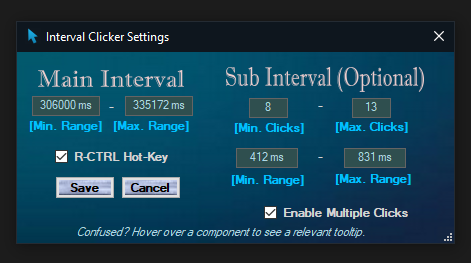 Interval Clicker Settings
Main Interval
306000 ms - 335172 ms
[Min. Range] [Max. Range]
R-CTRL Hot-Key
Save Cancel
Sub Interval (Optional)
8 - 13
[Min. Clicks] [Max. Clicks]
412 ms - 831 ms
[Min. Range] [Max. Range]
Enable Multiple Clicks
Confused? Hover over a component to see a relevant tooltip.